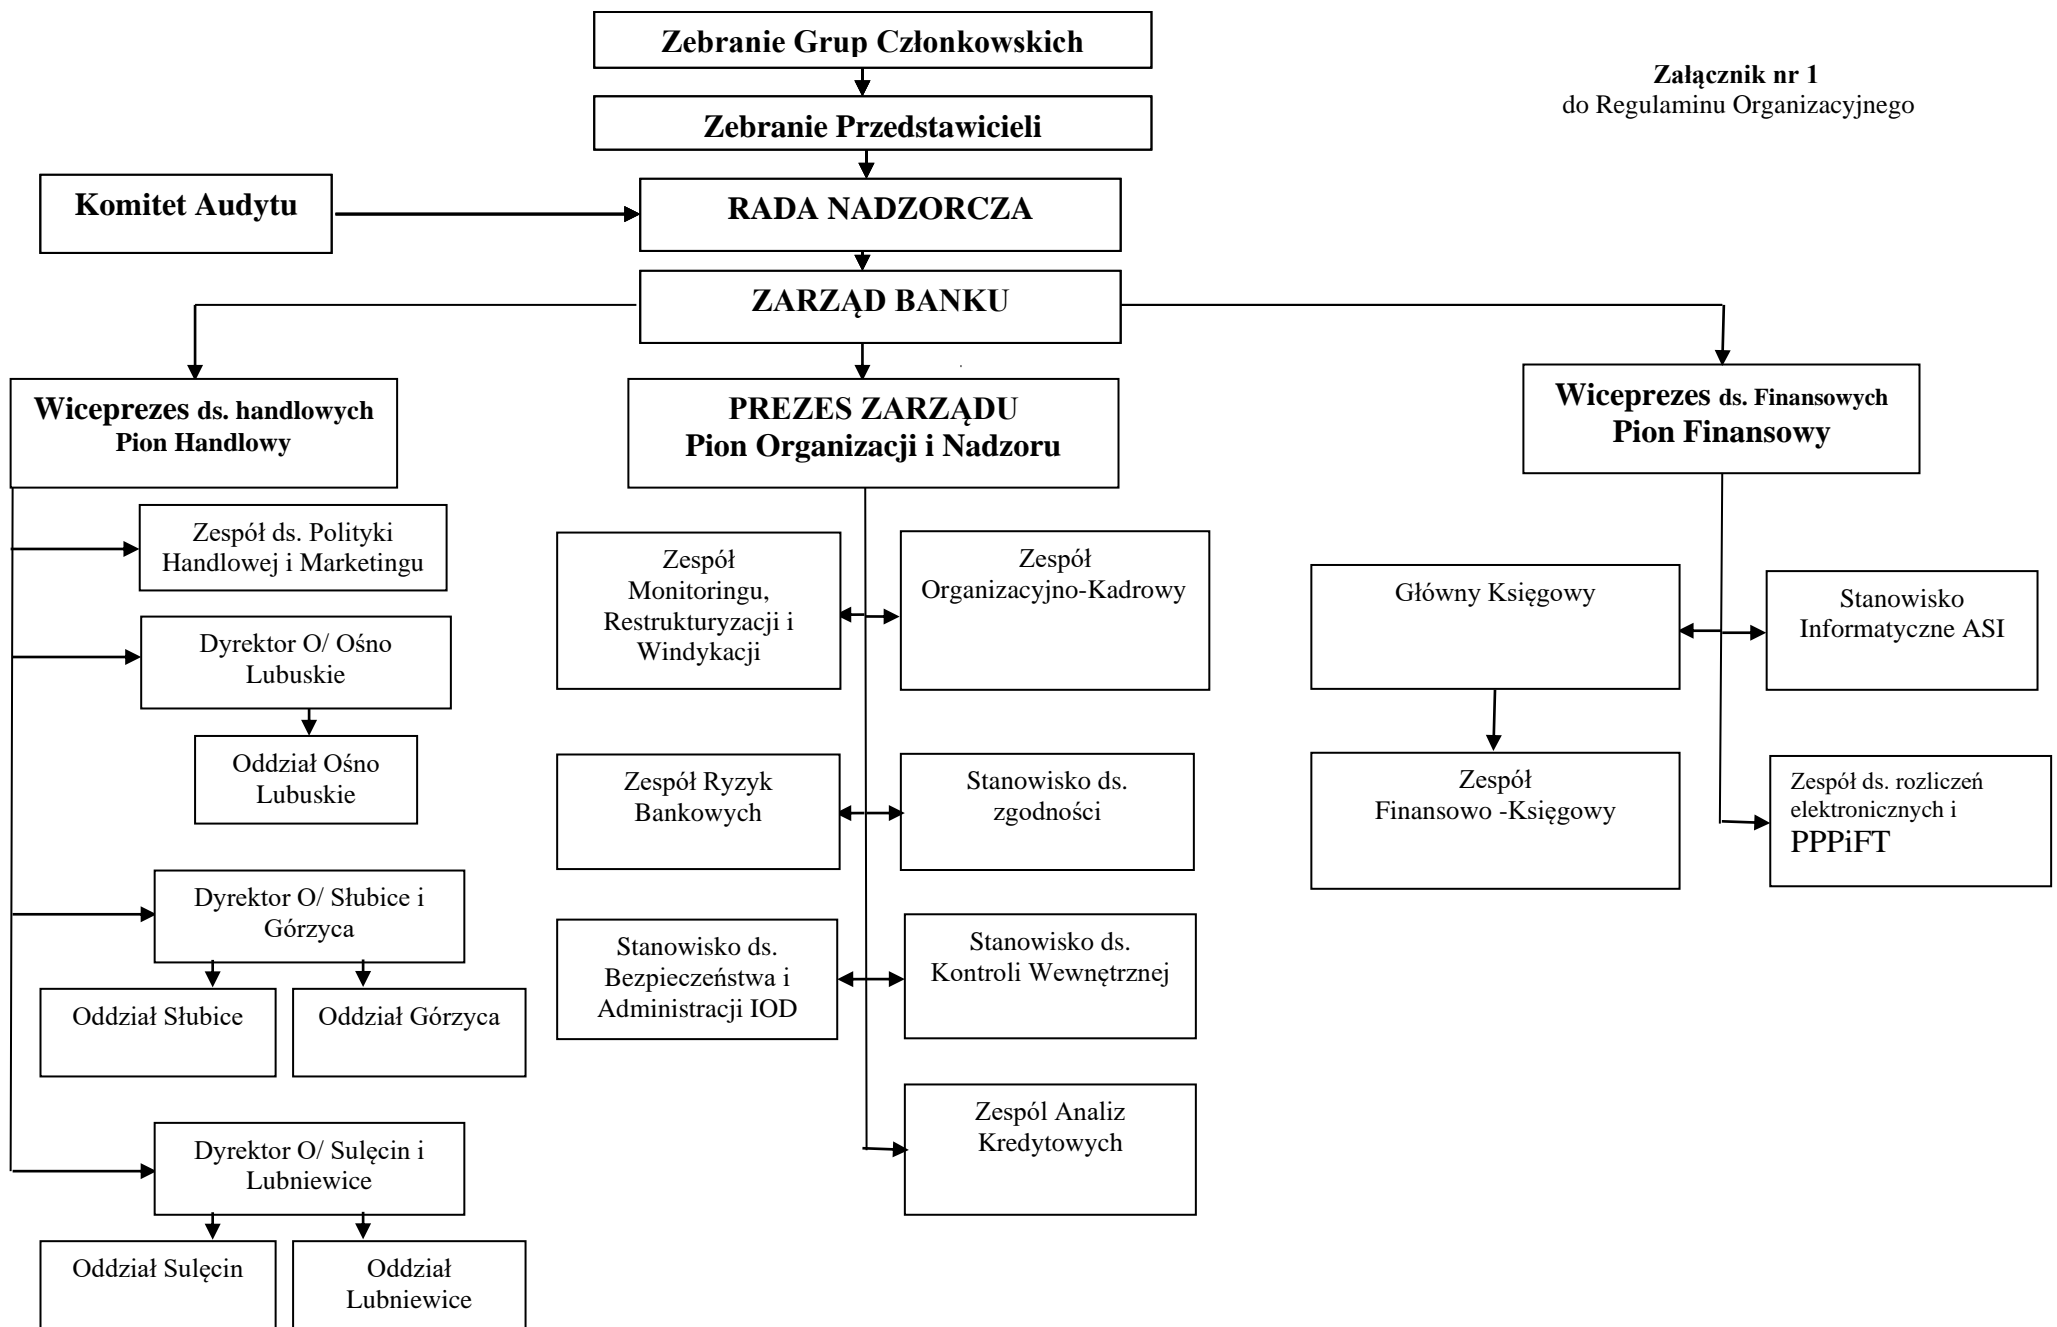 Zebranie Grup Członkowskich
Załącznik nr 1
do Regulaminu Organizacyjnego
Zebranie Przedstawicieli
Komitet Audytu
RADA NADZORCZA
ZARZĄD BANKU
Wiceprezes ds. handlowych
Pion Handlowy
PREZES ZARZĄDU
Pion Organizacji i Nadzoru
Wiceprezes ds. Finansowych
Pion Finansowy
Zespół ds. Polityki
Handlowej i Marketingu
Dyrektor O/ Ośno
Lubuskie
Oddział Ośno
Lubuskie
Dyrektor O/ Słubice i
Górzyca
Oddział Słubice
Oddział Górzyca
Dyrektor O/ Sulęcin i
Lubniewice
Oddział Sulęcin
Oddział
Lubniewice
Zespół
Monitoringu,
Restrukturyzacji i
Windykacji
Zespół
Organizacyjno-Kadrowy
Zespół Ryzyk
Bankowych
Stanowisko ds.
zgodności
Stanowisko ds.
Bezpieczeństwa i
Administracji IOD
Stanowisko ds.
Kontroli Wewnętrznej
Zespól Analiz
Kredytowych
Główny Księgowy
Stanowisko
Informatyczne ASI
Zespół
Finansowo -Księgowy
Zespół ds. rozliczeń
elektronicznych i
PPPiFT